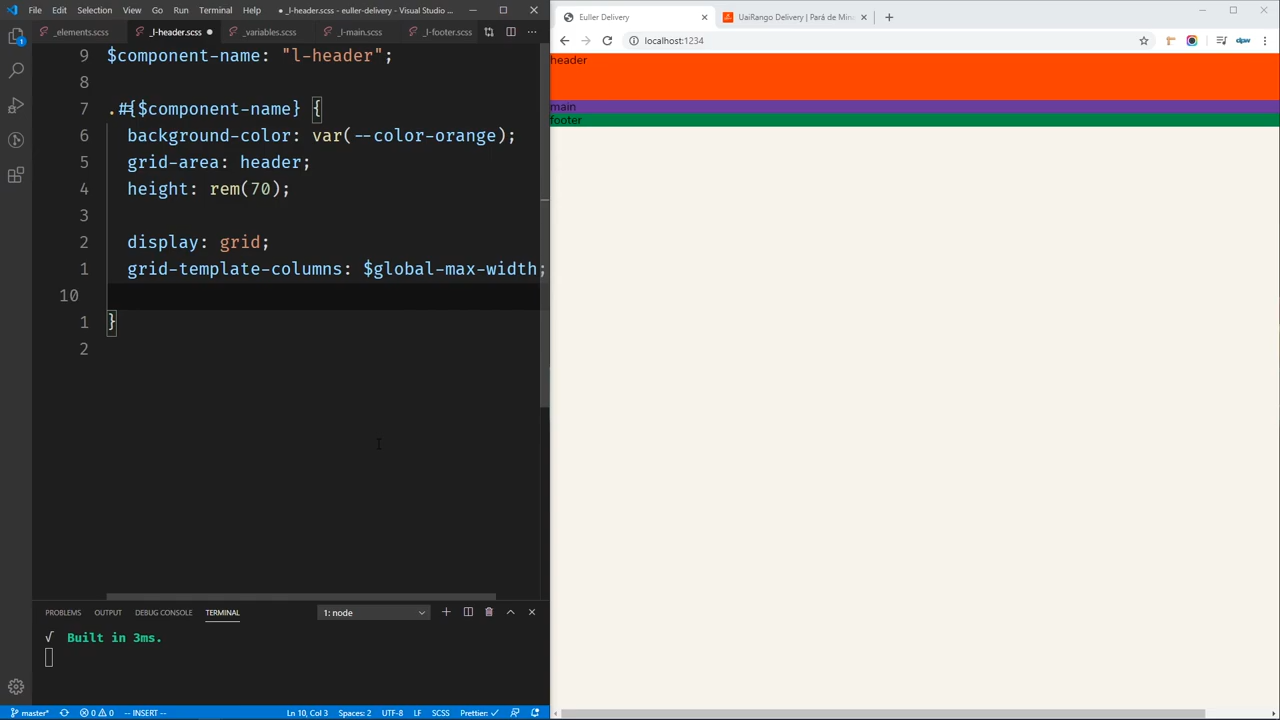 File Edit Selection View Go Run Terminal Help _l-header.scss - euller-delivery - Visual Studio ...
_elements.scss _l-header.scss _variables.scss _l-main.scss _l-footer.scss
9 $component-name: "l-header";
8
7 .#{$component-name} {
6 background-color: var(--color-orange);
5 grid-area: header;
4 height: rem(70);
3
2 display: grid;
1 grid-template-columns: $global-max-width;
10
1 }
2
PROBLEMS OUTPUT DEBUG CONSOLE TERMINAL 1: node
√ Built in 3ms.
master* 0 0 -- INSERT -- Ln 10, Col 3 Spaces: 2 UTF-8 LF SCSS Prettier: ✓
Euller Delivery UaiRango Delivery | Pará de Mina
localhost:1234
header
main
footer